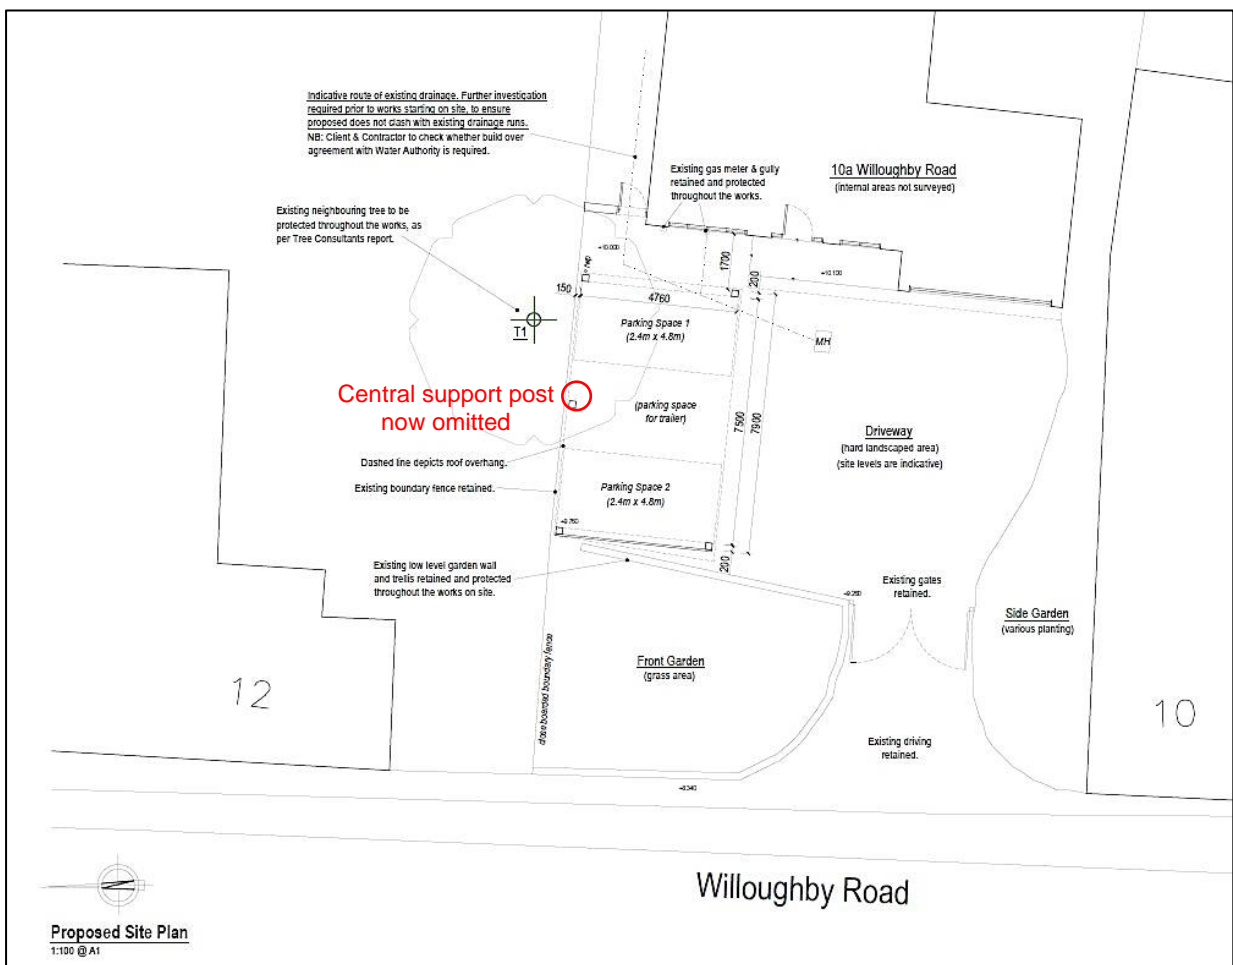 Indicative route of existing drainage. Further investigation
required prior to works starting on site, to ensure
proposed does not clash with existing drainage runs.
NB: Client & Contractor to check whether build over
agreement with Water Authority is required.
Existing gas meter & gully
retained and protected
throughout the works.
10a Willoughby Road
(internal areas not surveyed)
Existing neighbouring tree to be
protected throughout the works, as
per Tree Consultants report.
+10.000
1700
200
+10.100
150
4760
T1
Parking Space 1
(2.4m x 4.8m)
MH
Central support post
now omitted
(parking space
for trailer)
7500
7900
Driveway
(hard landscaped area)
(site levels are indicative)
Dashed line depicts roof overhang.
Existing boundary fence retained.
Parking Space 2
(2.4m x 4.8m)
200
Existing low level garden wall
and trellis retained and protected
throughout the works on site.
Existing gates
retained.
Side Garden
(various planting)
Front Garden
(grass area)
close boarded boundary fence
12
10
Existing driving
retained.
Willoughby Road
Proposed Site Plan
1:100 @ A1